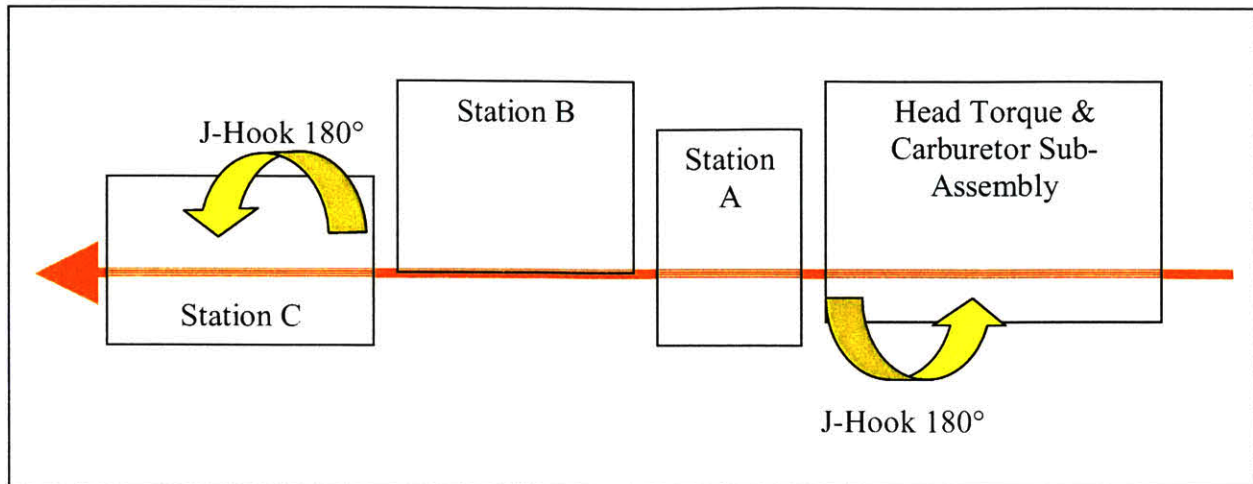 J-Hook 180°
Station B
Station
A
Head Torque &
Carburetor Sub-
Assembly
Station C
J-Hook 180°